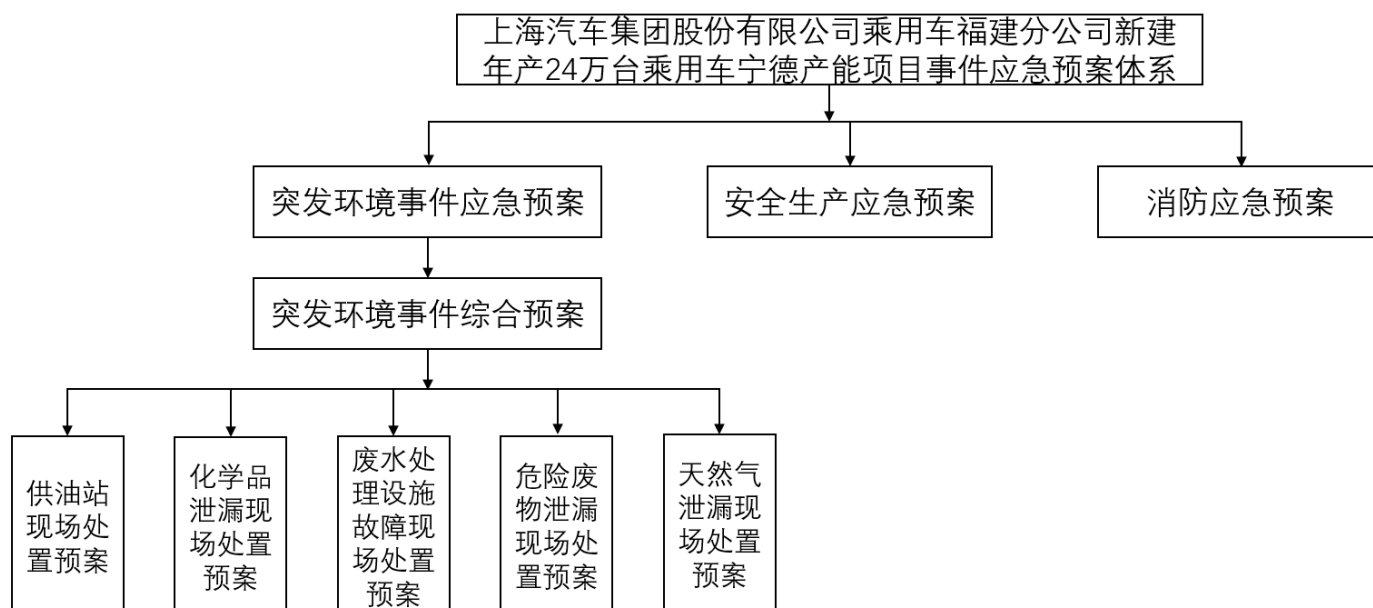 上海汽车集团股份有限公司乘用车福建分公司新建
年产24万台乘用车宁德产能项目事件应急预案体系
突发环境事件应急预案
安全生产应急预案
消防应急预案
突发环境事件综合预案
供油站
现场处
置预案
化学品
泄漏现
场处置
预案
废水处
理设施
故障现
场处置
预案
危险废
物泄漏
现场处
置预案
天然气
泄漏现
场处置
预案